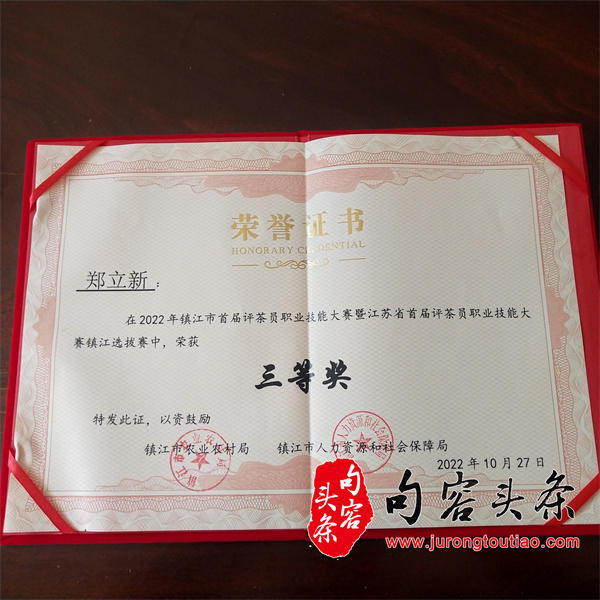 荣誉证书
HONORARY CREDENTIAL
郑立新：
在2022年镇江市首届评茶员职业技能大赛暨江苏省首届评茶员职业技能大
赛镇江选拔赛中，荣获
三等奖
特发此证，以资鼓励
镇江市农业农村局 镇江市人力资源和社会保障局
2022年10月27日
句容
头条
句容头条
www.jurongtoutiao.com